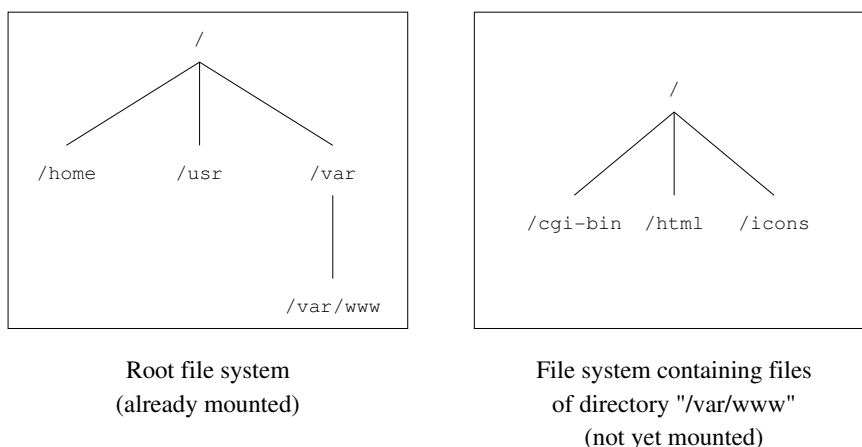 /
/home
/usr
/var
/var/www
Root file system
(already mounted)
/
/cgi-bin
/html
/icons
File system containing files
of directory "/var/www"
(not yet mounted)